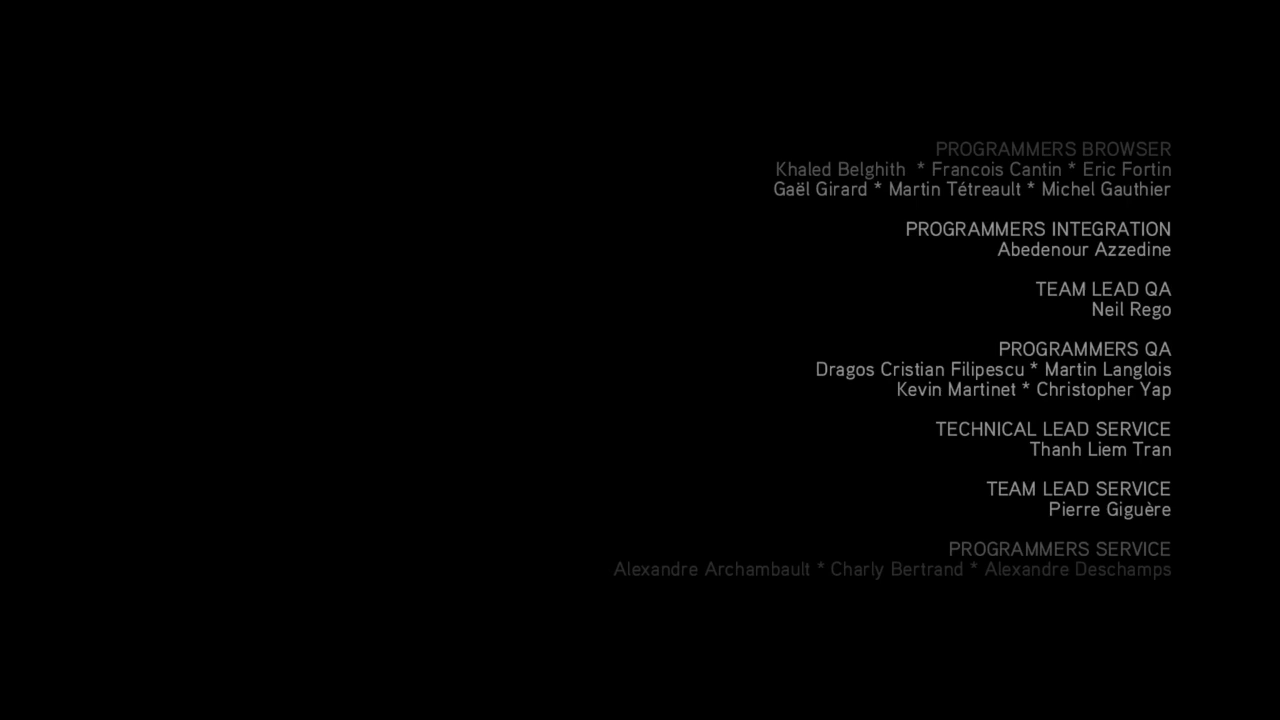 PROGRAMMERS BROWSER
Khaled Belghith * Francois Cantin * Eric Fortin
Gaël Girard * Martin Tétreault * Michel Gauthier
PROGRAMMERS INTEGRATION
Abedenour Azzedine
TEAM LEAD QA
Neil Rego
PROGRAMMERS QA
Dragos Cristian Filipescu * Martin Langlois
Kevin Martinet * Christopher Yap
TECHNICAL LEAD SERVICE
Thanh Liem Tran
TEAM LEAD SERVICE
Pierre Giguère
PROGRAMMERS SERVICE
Alexandre Archambault * Charly Bertrand * Alexandre Deschamps